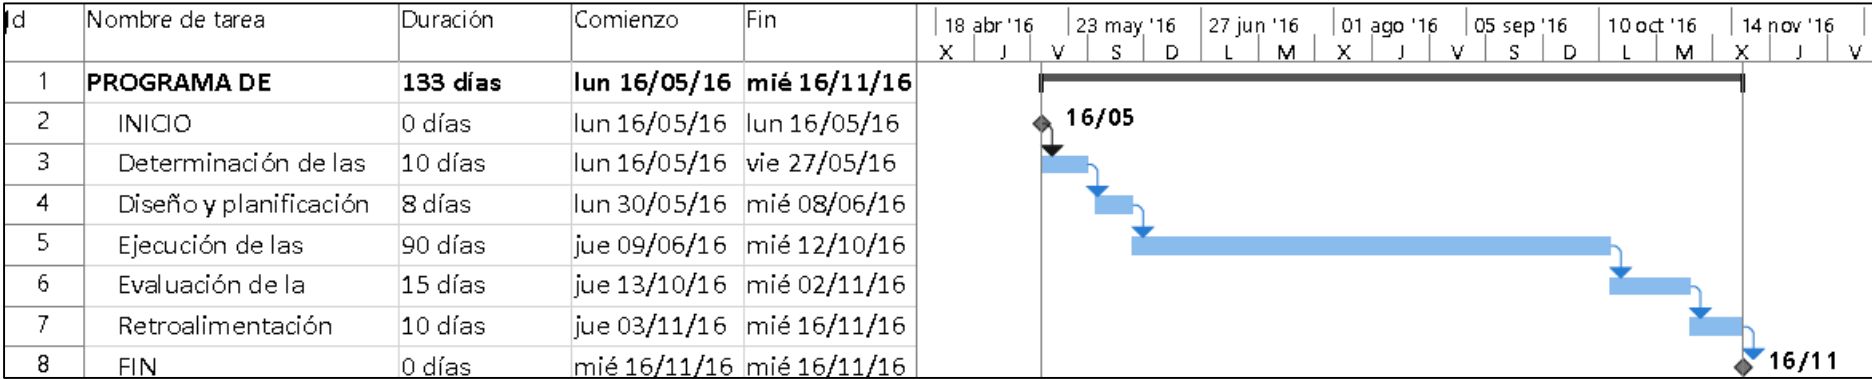 Id Nombre de tarea Duración Comienzo Fin 18 abr '16 23 may '16 27 jun '16 01 ago '16 05 sep '16 10 oct '16 14 nov '16
X J V S D L M X J V S D L M X J V
1 PROGRAMA DE 133 días lun 16/05/16 mié 16/11/16
2 INICIO 0 días lun 16/05/16 lun 16/05/16 16/05
3 Determinación de las 10 días lun 16/05/16 vie 27/05/16
4 Diseño y planificación 8 días lun 30/05/16 mié 08/06/16
5 Ejecución de las 90 días jue 09/06/16 mié 12/10/16
6 Evaluación de la 15 días jue 13/10/16 mié 02/11/16
7 Retroalimentación 10 días jue 03/11/16 mié 16/11/16
8 FIN 0 días mié 16/11/16 mié 16/11/16 16/11